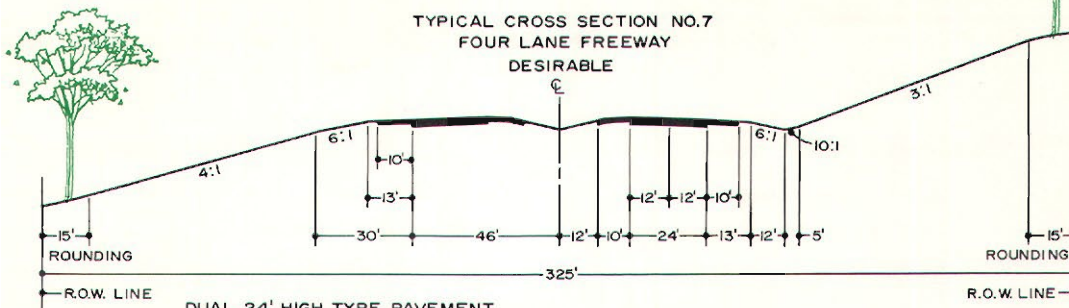 TYPICAL CROSS SECTION NO.7
FOUR LANE FREEWAY
DESIRABLE
℄
3:1
6:1
6:1
10:1
4:1
10'
13'
12' 12' 10'
15' 30' 46' 12' 10' 24' 13' 12' 5' 15'
ROUNDING ROUNDING
325'
R.O.W. LINE R.O.W. LINE
DUAL 24' HIGH TYPE PAVEMENT